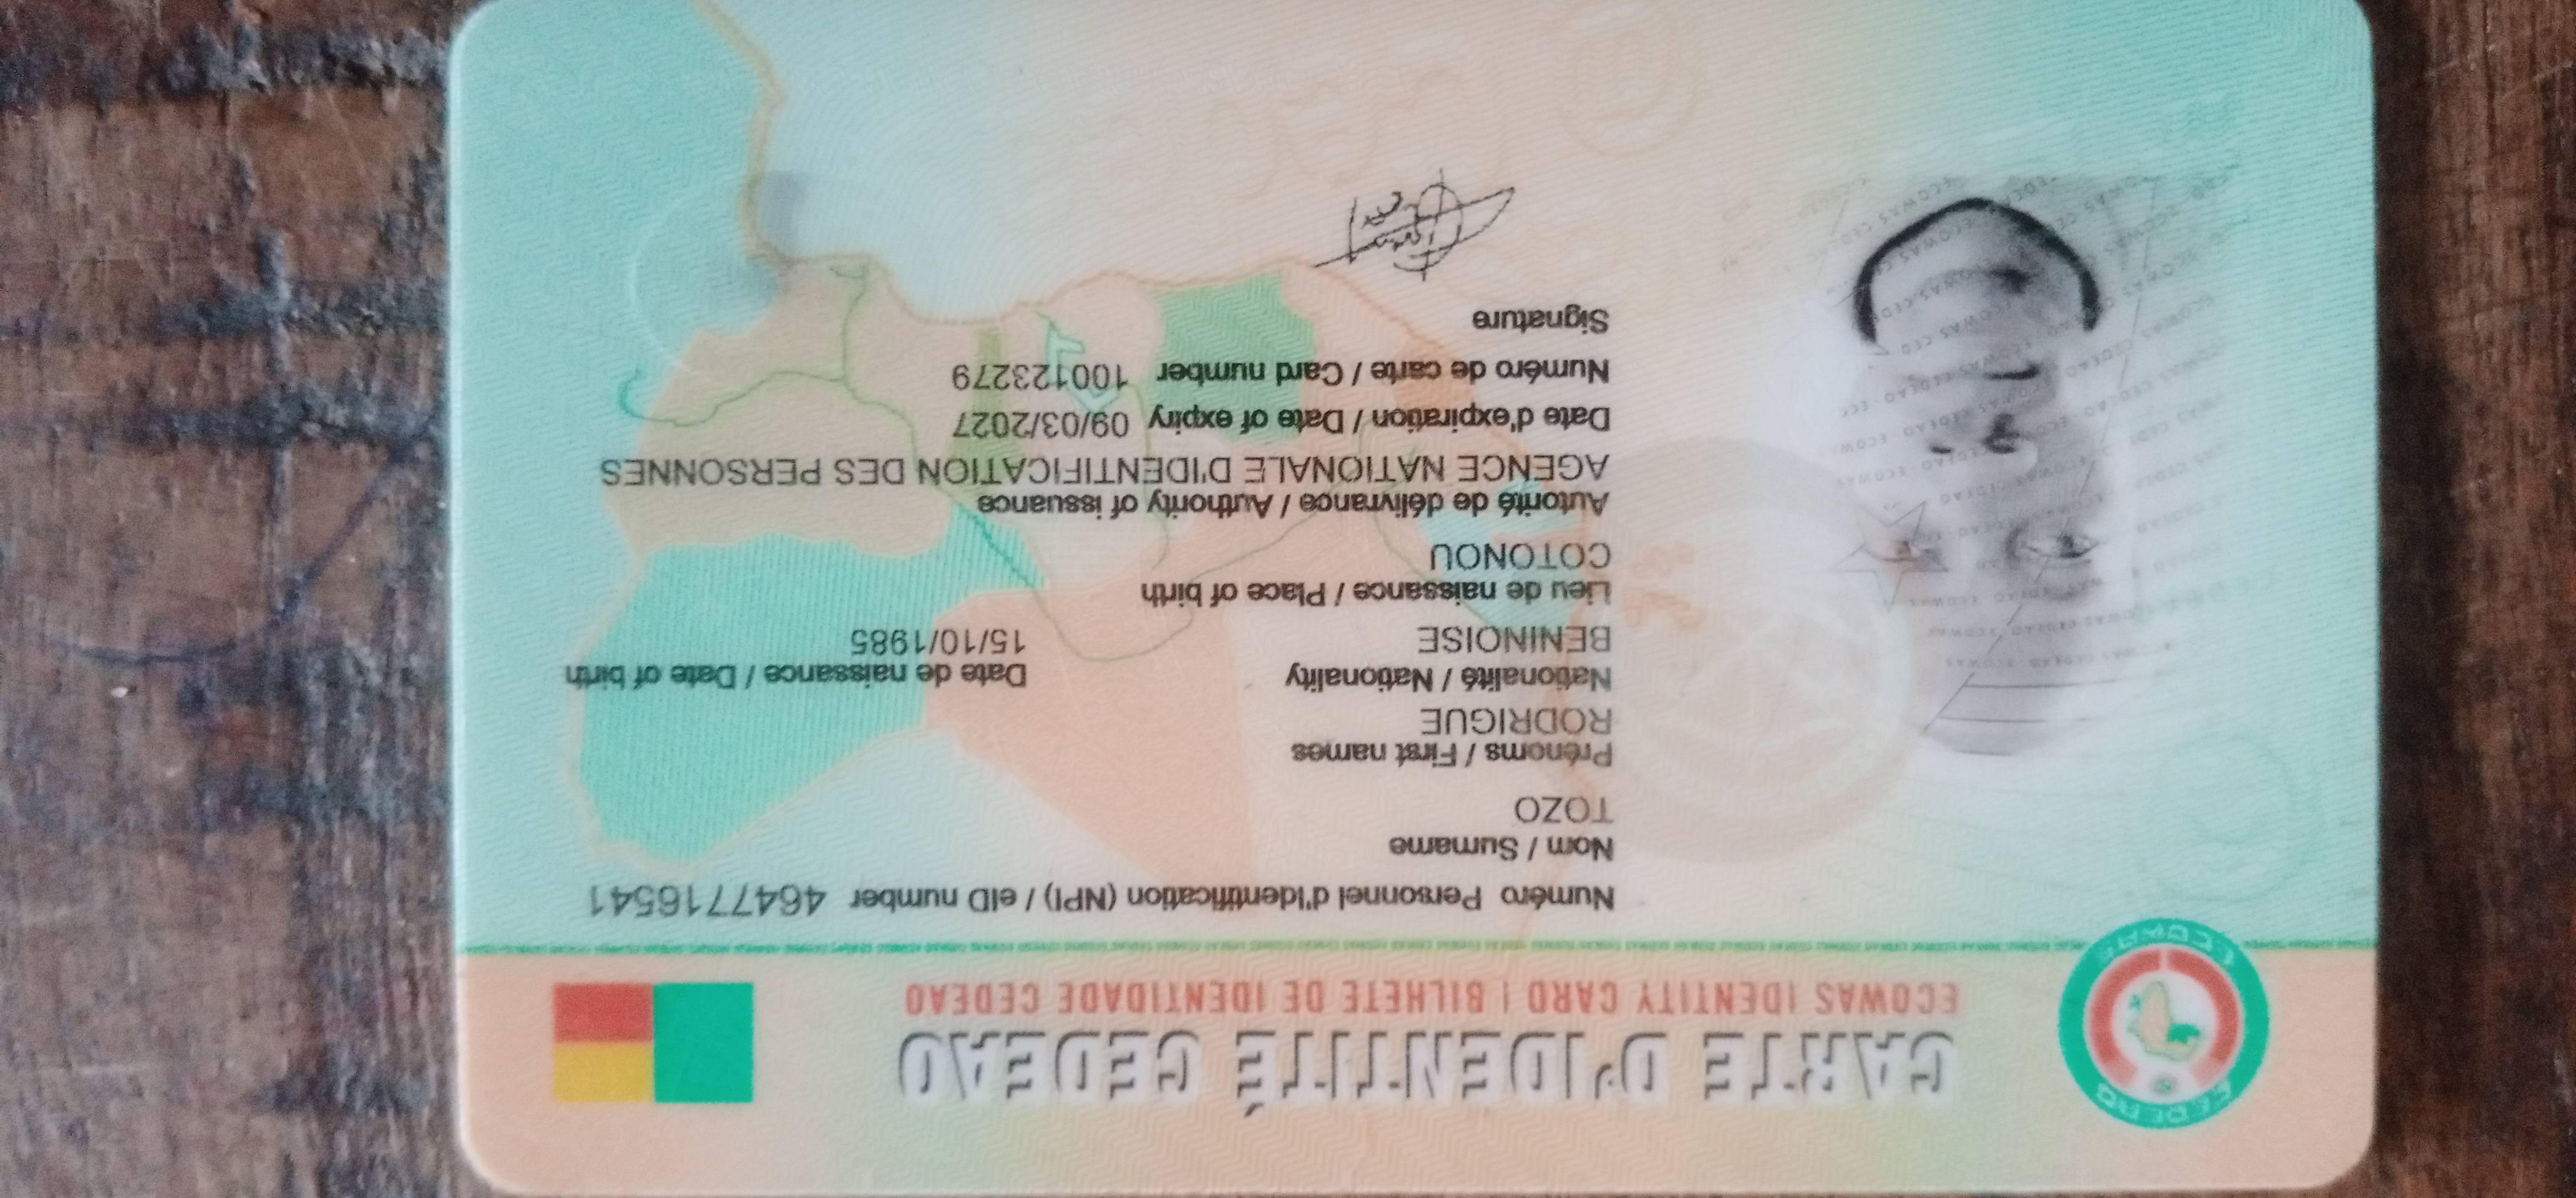 CEDEAO
ECOWAS
CARTE D'IDENTITÉ CEDEAO
ECOWAS IDENTITY CARD | BILHETE DE IDENTIDADE CEDEAO
Numéro Personnel d'Identification (NPI) / eID number 4647716541
Nom / Surname
TOZO
Prénoms / First names
RODRIGUE
Nationalité / Nationality Date de naissance / Date of birth
BENINOISE 15/10/1985
Lieu de naissance / Place of birth
COTONOU
Autorité de délivrance / Authority of issuance
AGENCE NATIONALE D'IDENTIFICATION DES PERSONNES
Date d'expiration / Date of expiry 09/03/2027
Numéro de carte / Card number 100123279
Signature